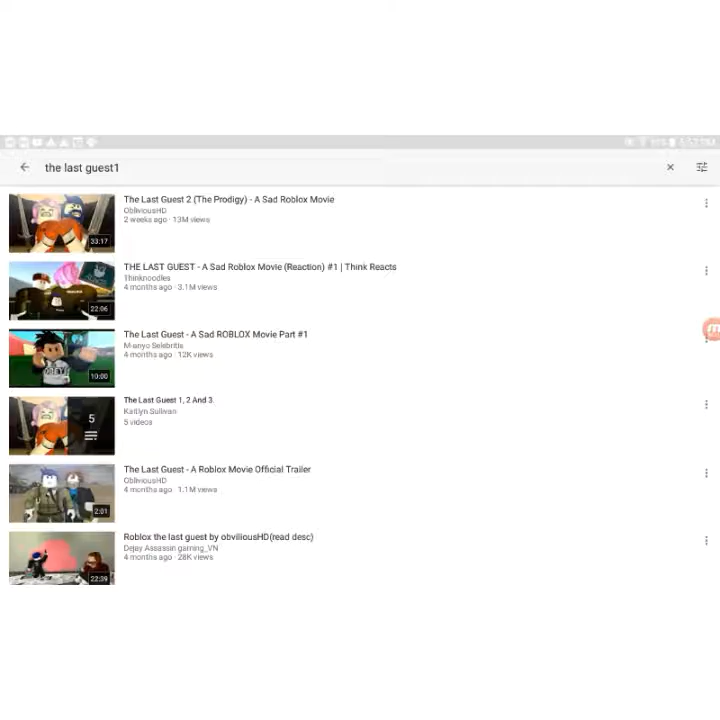 the last guest1
The Last Guest 2 (The Prodigy) - A Sad Roblox Movie
ObliviousHD
2 weeks ago · 13M views
33:17
THE LAST GUEST - A Sad Roblox Movie (Reaction) #1 | Think Reacts
Thinknoodles
4 months ago · 3.1M views
22:06
The Last Guest - A Sad ROBLOX Movie Part #1
M-anyo Selebritis
4 months ago · 12K views
10:00
The Last Guest 1, 2 And 3.
Kaitlyn Sullivan
5 videos
5
The Last Guest - A Roblox Movie Official Trailer
ObliviousHD
4 months ago · 1.1M views
2:01
Roblox the last guest by obviliousHD(read desc)
Dejay Assassin gaming_VN
4 months ago · 28K views
22:39